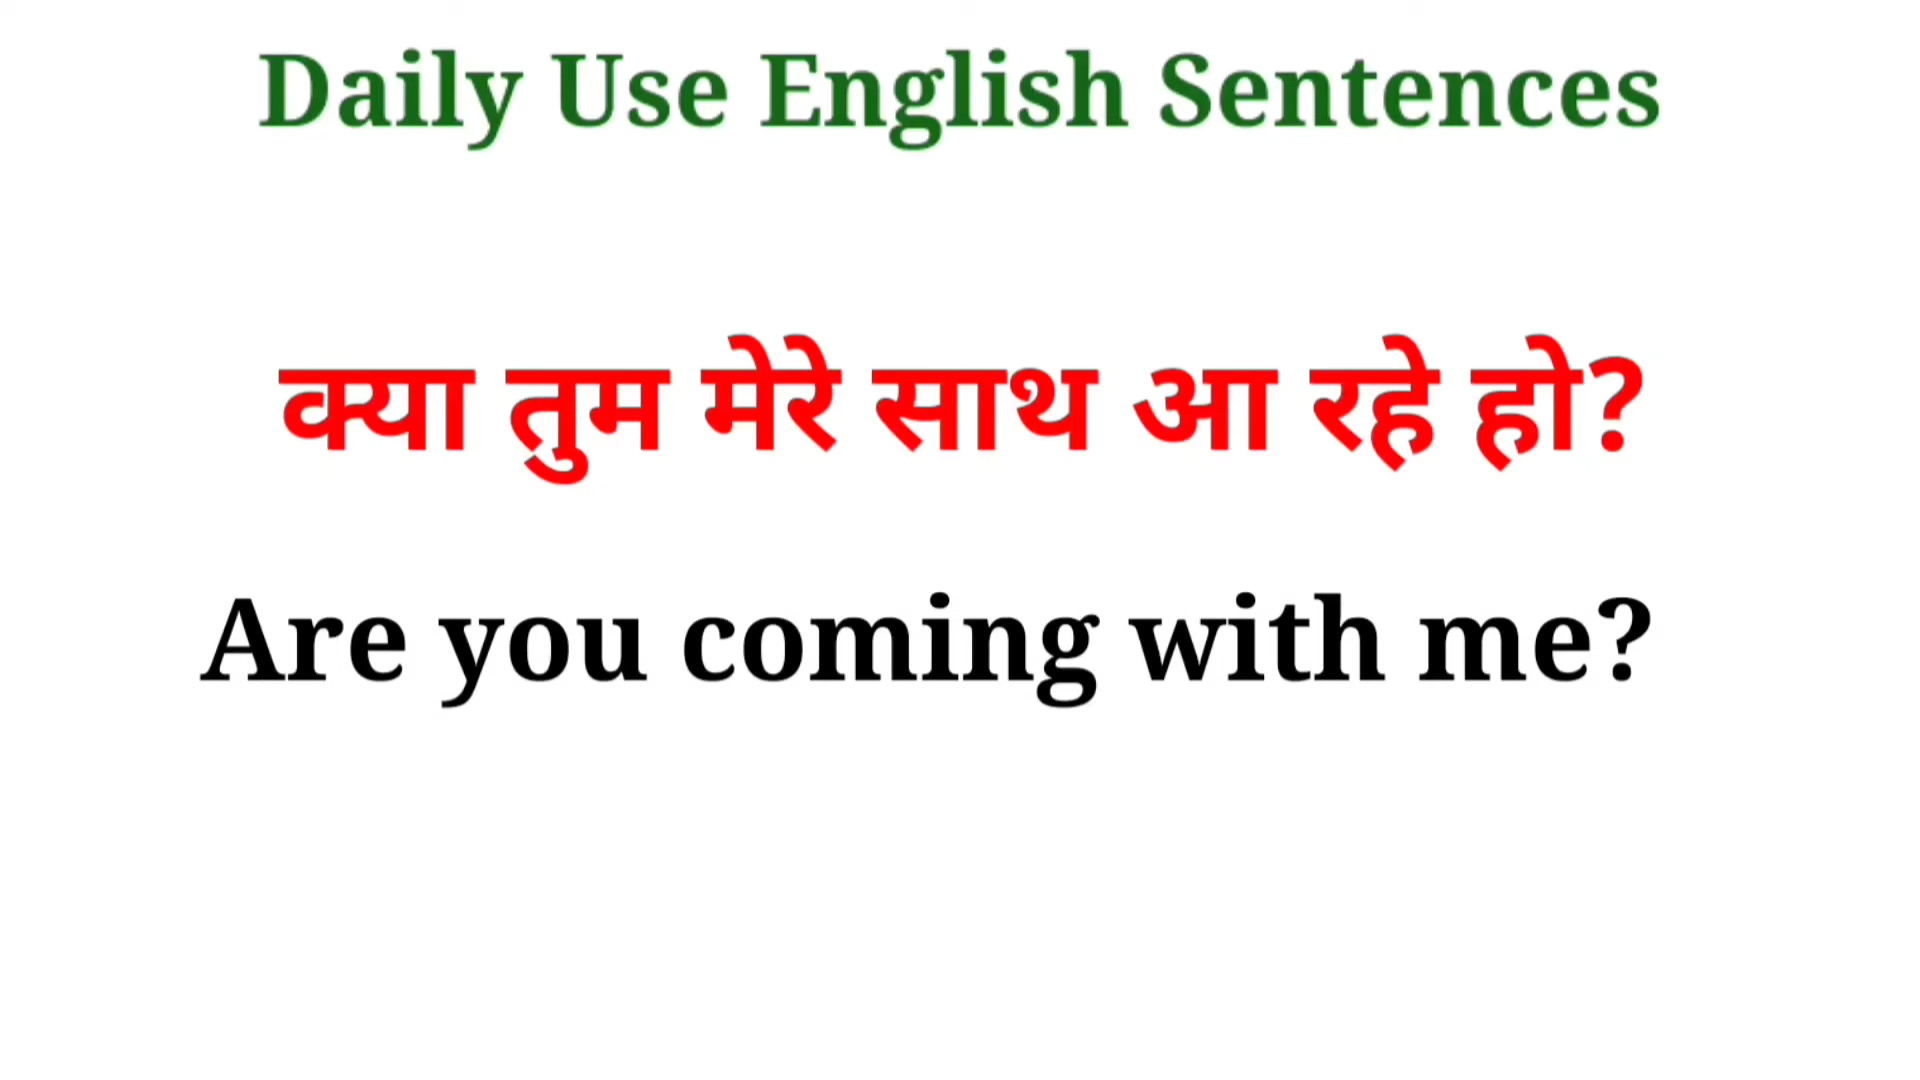 Daily Use English Sentences
क्या तुम मेरे साथ आ रहे हो?
Are you coming with me?